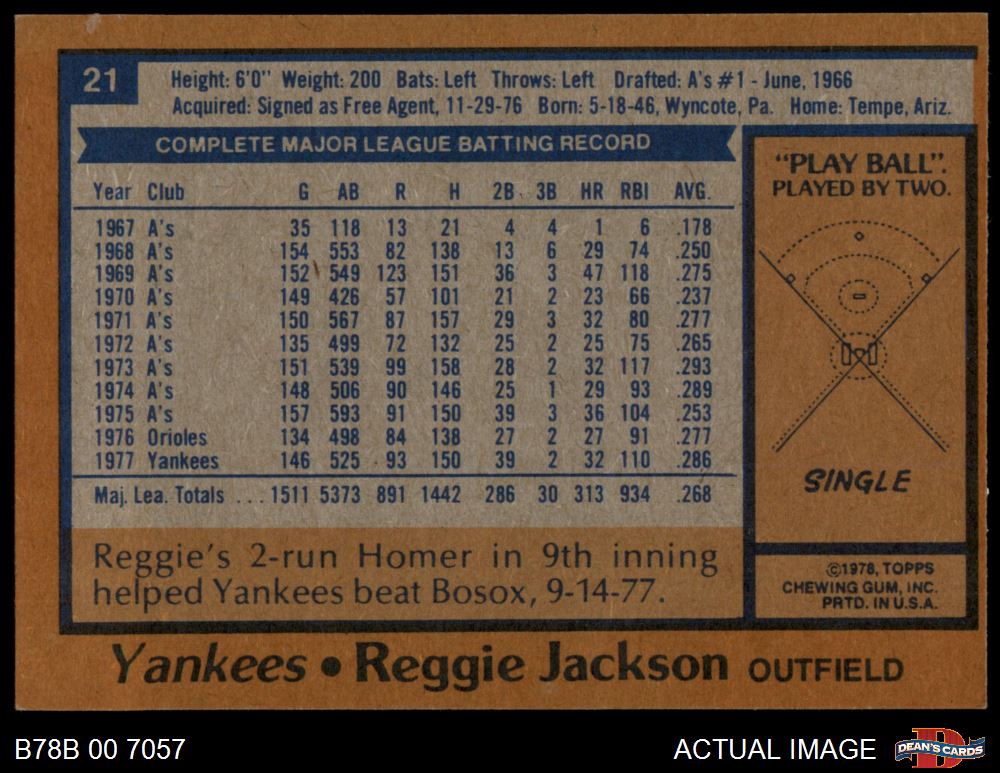 21
Height: 6'0" Weight: 200 Bats: Left Throws: Left Drafted: A's #1 - June, 1966
Acquired: Signed as Free Agent, 11-29-76 Born: 5-18-46, Wyncote, Pa. Home: Tempe, Ariz.
COMPLETE MAJOR LEAGUE BATTING RECORD
Year Club G AB R H 2B 3B HR RBI AVG.
1967 A's 35 118 13 21 4 4 1 6 .178
1968 A's 154 553 82 138 13 6 29 74 .250
1969 A's 152 549 123 151 36 3 47 118 .275
1970 A's 149 426 57 101 21 2 23 66 .237
1971 A's 150 567 87 157 29 3 32 80 .277
1972 A's 135 499 72 132 25 2 25 75 .265
1973 A's 151 539 99 158 28 2 32 117 .293
1974 A's 148 506 90 146 25 1 29 93 .289
1975 A's 157 593 91 150 39 3 36 104 .253
1976 Orioles 134 498 84 138 27 2 27 91 .277
1977 Yankees 146 525 93 150 39 2 32 110 .286
Maj. Lea. Totals ... 1511 5373 891 1442 286 30 313 934 .268
Reggie's 2-run Homer in 9th inning
helped Yankees beat Bosox, 9-14-77.
"PLAY BALL".
PLAYED BY TWO.
SINGLE
©1978, TOPPS
CHEWING GUM, INC.
PRTD. IN U.S.A.
Yankees • Reggie Jackson OUTFIELD
B78B 00 7057
ACTUAL IMAGE
D
DEAN'S CARDS